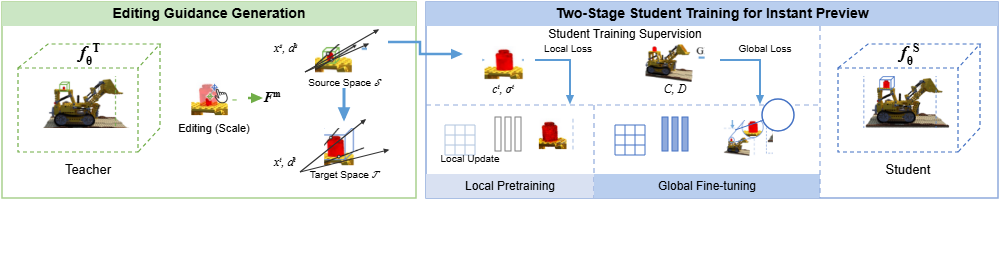 Editing Guidance Generation
Two-Stage Student Training for Instant Preview
f_θ^T
Teacher
Editing (Scale)
F^m
x^s, d^s
Source Space 𝒮
x^t, d^t
Target Space 𝒯
Student Training Supervision
Local Loss
Global Loss
c^t, σ^t
G
C, D
Local Update
Local Pretraining
Global Fine-tuning
f_θ^S
Student